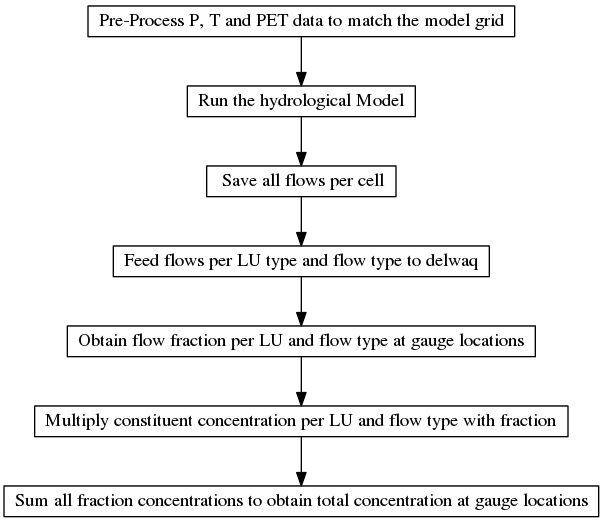 Pre-Process P, T and PET data to match the model grid
Run the hydrological Model
Save all flows per cell
Feed flows per LU type and flow type to delwaq
Obtain flow fraction per LU and flow type at gauge locations
Multiply constituent concentration per LU and flow type with fraction
Sum all fraction concentrations to obtain total concentration at gauge locations